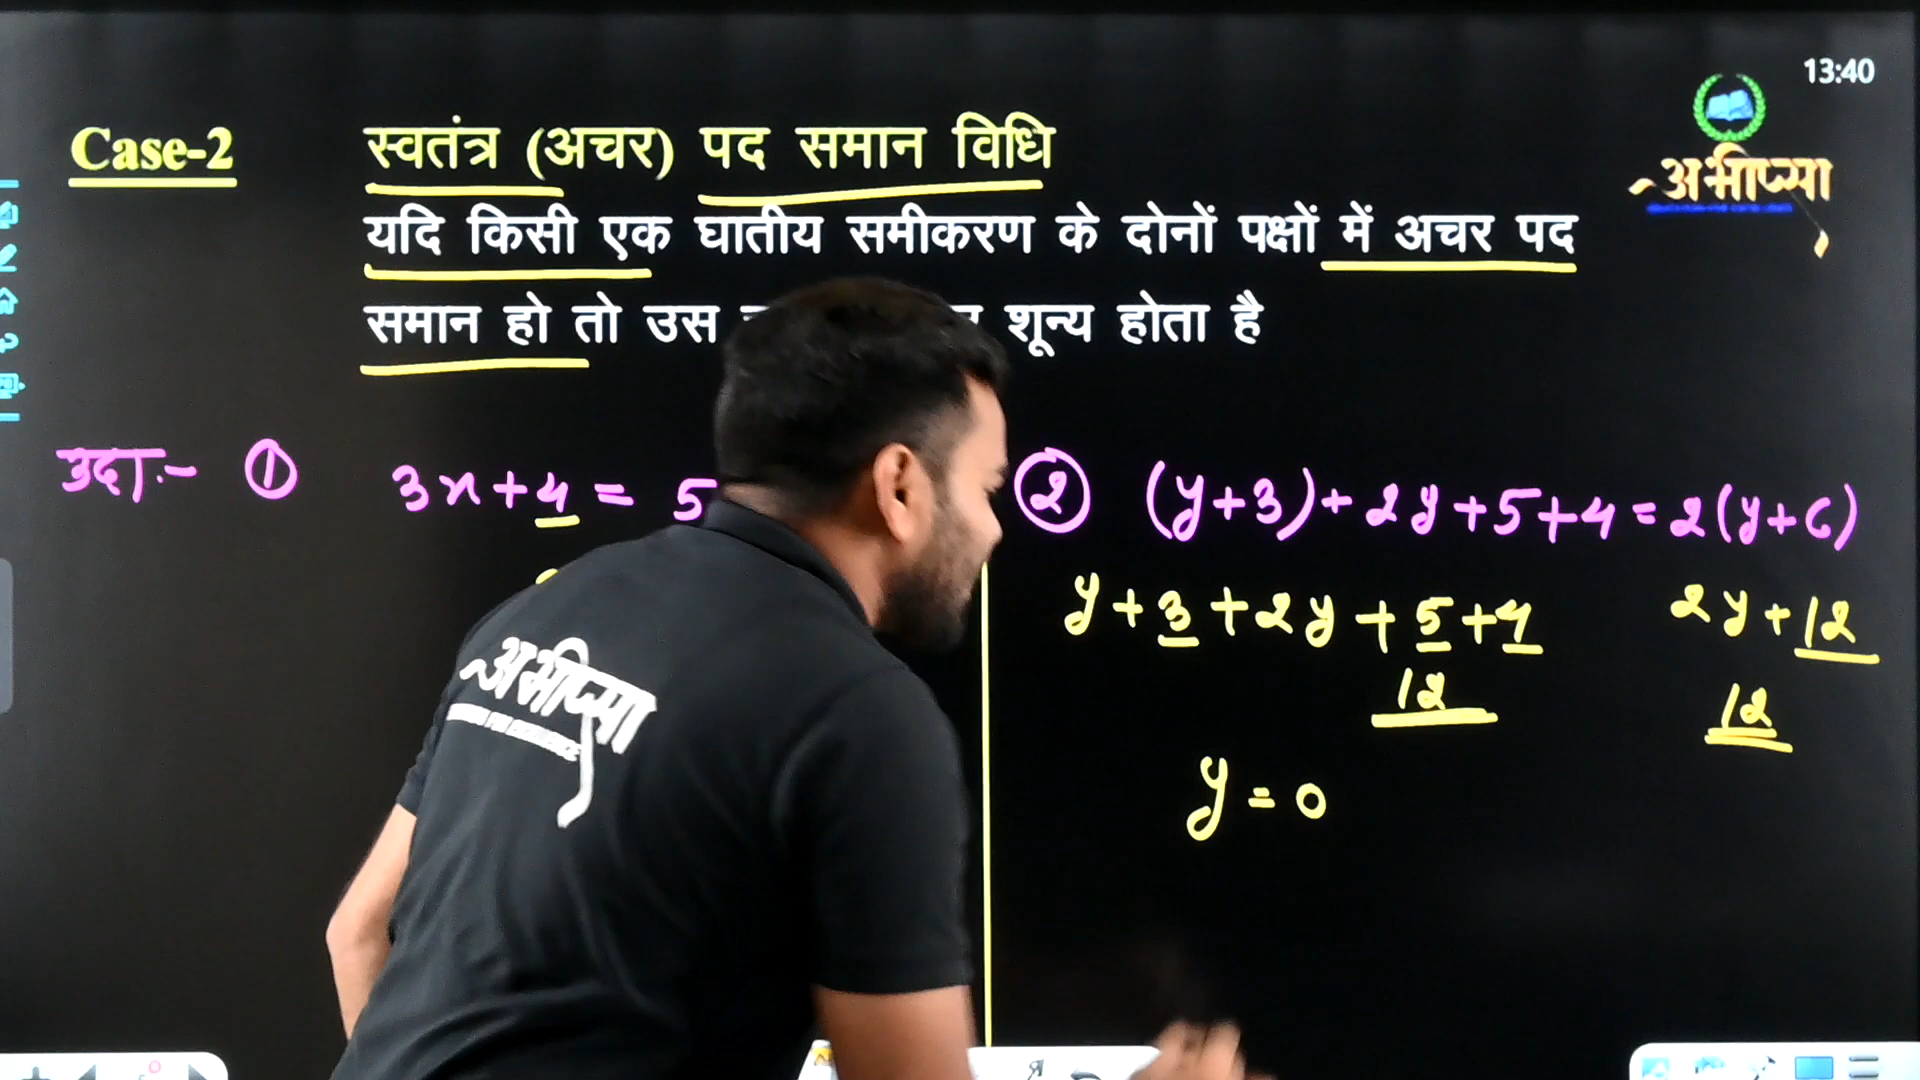 13:40
अभीप्सा
Case-2 स्वतंत्र (अचर) पद समान विधि
यदि किसी एक घातीय समीकरण के दोनों पक्षों में अचर पद
समान हो तो उस शून्य होता है
उदा.:- ① 3x+4 = 5
② (y+3)+2y+5+4=2(y+6)
y+3+2y+5+4 2y+12
12 12
y=0
अभीप्सा